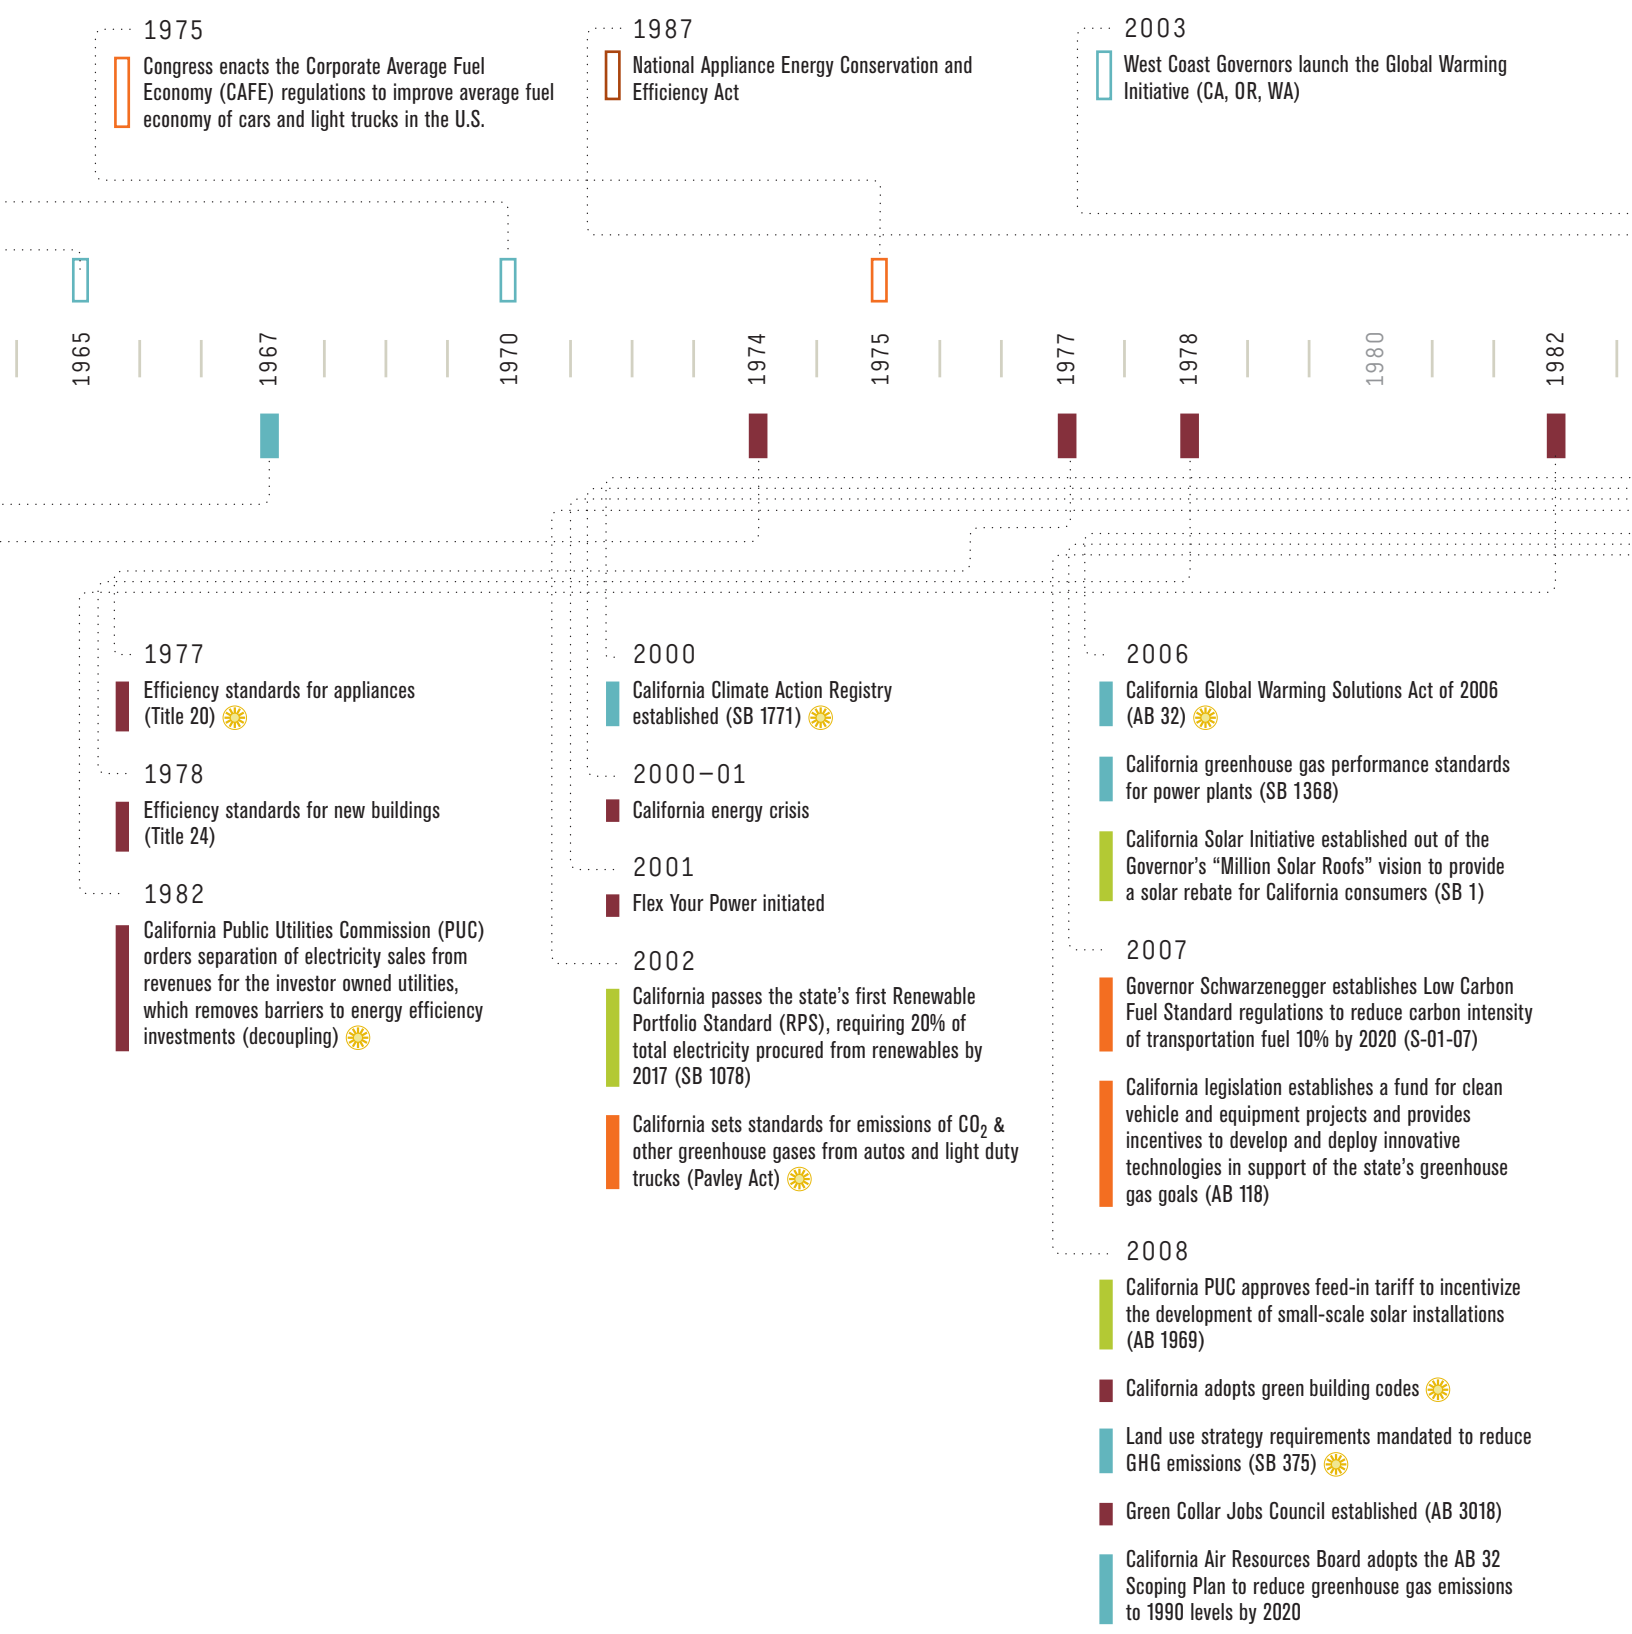 1975
Congress enacts the Corporate Average Fuel
Economy (CAFE) regulations to improve average fuel
economy of cars and light trucks in the U.S.
1987
National Appliance Energy Conservation and
Efficiency Act
2003
West Coast Governors launch the Global Warming
Initiative (CA, OR, WA)
1965
1967
1970
1974
1975
1977
1978
1980
1982
1977
Efficiency standards for appliances
(Title 20)
1978
Efficiency standards for new buildings
(Title 24)
1982
California Public Utilities Commission (PUC)
orders separation of electricity sales from
revenues for the investor owned utilities,
which removes barriers to energy efficiency
investments (decoupling)
2000
California Climate Action Registry
established (SB 1771)
2000–01
California energy crisis
2001
Flex Your Power initiated
2002
California passes the state's first Renewable
Portfolio Standard (RPS), requiring 20% of
total electricity procured from renewables by
2017 (SB 1078)
California sets standards for emissions of CO₂ &
other greenhouse gases from autos and light duty
trucks (Pavley Act)
2006
California Global Warming Solutions Act of 2006
(AB 32)
California greenhouse gas performance standards
for power plants (SB 1368)
California Solar Initiative established out of the
Governor's “Million Solar Roofs” vision to provide
a solar rebate for California consumers (SB 1)
2007
Governor Schwarzenegger establishes Low Carbon
Fuel Standard regulations to reduce carbon intensity
of transportation fuel 10% by 2020 (S-01-07)
California legislation establishes a fund for clean
vehicle and equipment projects and provides
incentives to develop and deploy innovative
technologies in support of the state's greenhouse
gas goals (AB 118)
2008
California PUC approves feed-in tariff to incentivize
the development of small-scale solar installations
(AB 1969)
California adopts green building codes
Land use strategy requirements mandated to reduce
GHG emissions (SB 375)
Green Collar Jobs Council established (AB 3018)
California Air Resources Board adopts the AB 32
Scoping Plan to reduce greenhouse gas emissions
to 1990 levels by 2020